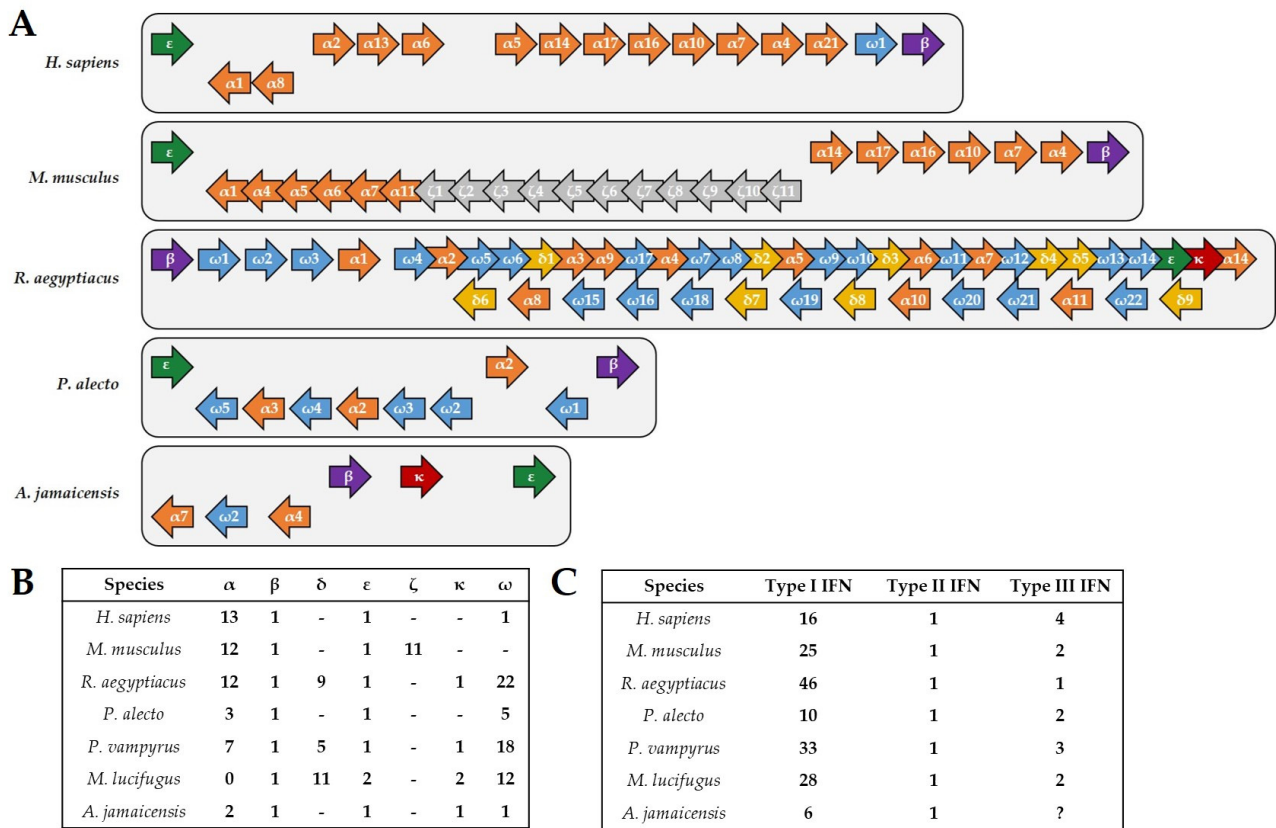 A
H. sapiens
ε α2 α13 α6 α5 α14 α17 α16 α10 α7 α4 α21 ω1 β
α1 α8
M. musculus
ε α14 α17 α16 α10 α7 α4 β
α1 α4 α5 α6 α7 α11 ζ1 ζ2 ζ3 ζ4 ζ5 ζ6 ζ7 ζ8 ζ9 ζ10 ζ11
R. aegyptiacus
β ω1 ω2 ω3 α1 ω4 α2 ω5 ω6 δ1 α3 α9 ω17 α4 ω7 ω8 δ2 α5 ω9 ω10 δ3 α6 ω11 α7 ω12 δ4 δ5 ω13 ω14 ε κ α14
δ6 α8 ω15 ω16 ω18 δ7 ω19 δ8 α10 ω20 ω21 α11 ω22 δ9
P. alecto
ε α2 β
ω5 α3 ω4 α2 ω3 ω2 ω1
A. jamaicensis
β κ ε
α7 ω2 α4
B
Species α β δ ε ζ κ ω
H. sapiens 13 1 - 1 - - 1
M. musculus 12 1 - 1 11 - -
R. aegyptiacus 12 1 9 1 - 1 22
P. alecto 3 1 - 1 - - 5
P. vampyrus 7 1 5 1 - 1 18
M. lucifugus 0 1 11 2 - 2 12
A. jamaicensis 2 1 - 1 - 1 1
C
Species Type I IFN Type II IFN Type III IFN
H. sapiens 16 1 4
M. musculus 25 1 2
R. aegyptiacus 46 1 1
P. alecto 10 1 2
P. vampyrus 33 1 3
M. lucifugus 28 1 2
A. jamaicensis 6 1 ?